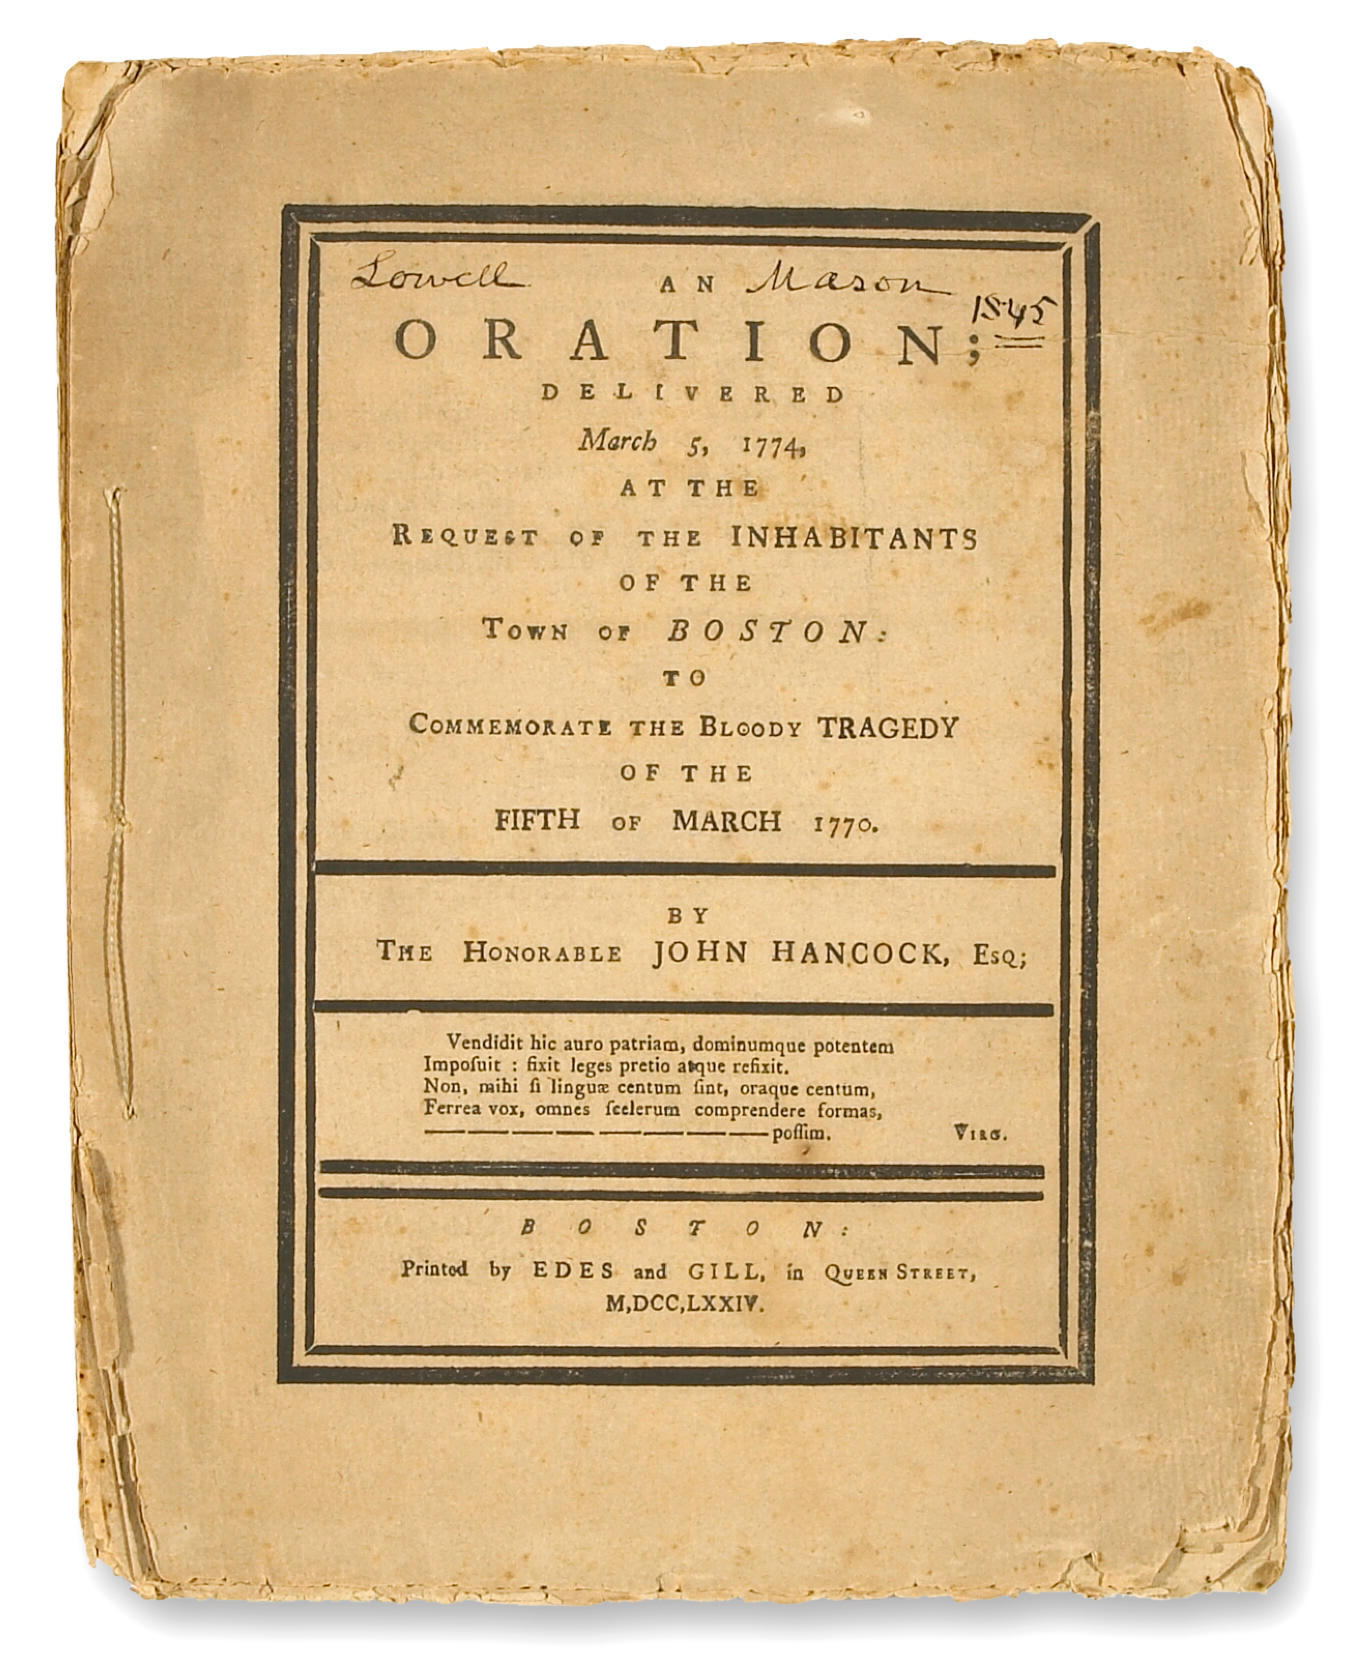 Lowell AN Mason
1845
ORATION;
DELIVERED
March 5, 1774,
AT THE
REQUEST OF THE INHABITANTS
OF THE
TOWN OF BOSTON:
TO
COMMEMORATE THE BLOODY TRAGEDY
OF THE
FIFTH OF MARCH 1770.
BY
THE HONORABLE JOHN HANCOCK, ESQ;
Vendidit hic auro patriam, dominumque potentem
Impoſuit : fixit leges pretio atque refixit.
Non, mihi ſi linguæ centum ſint, oraque centum,
Ferrea vox, omnes ſcelerum comprendere formas,
————————poſſim. VIRG.
BOSTON:
Printed by EDES and GILL, in QUEEN STREET,
M,DCC,LXXIV.